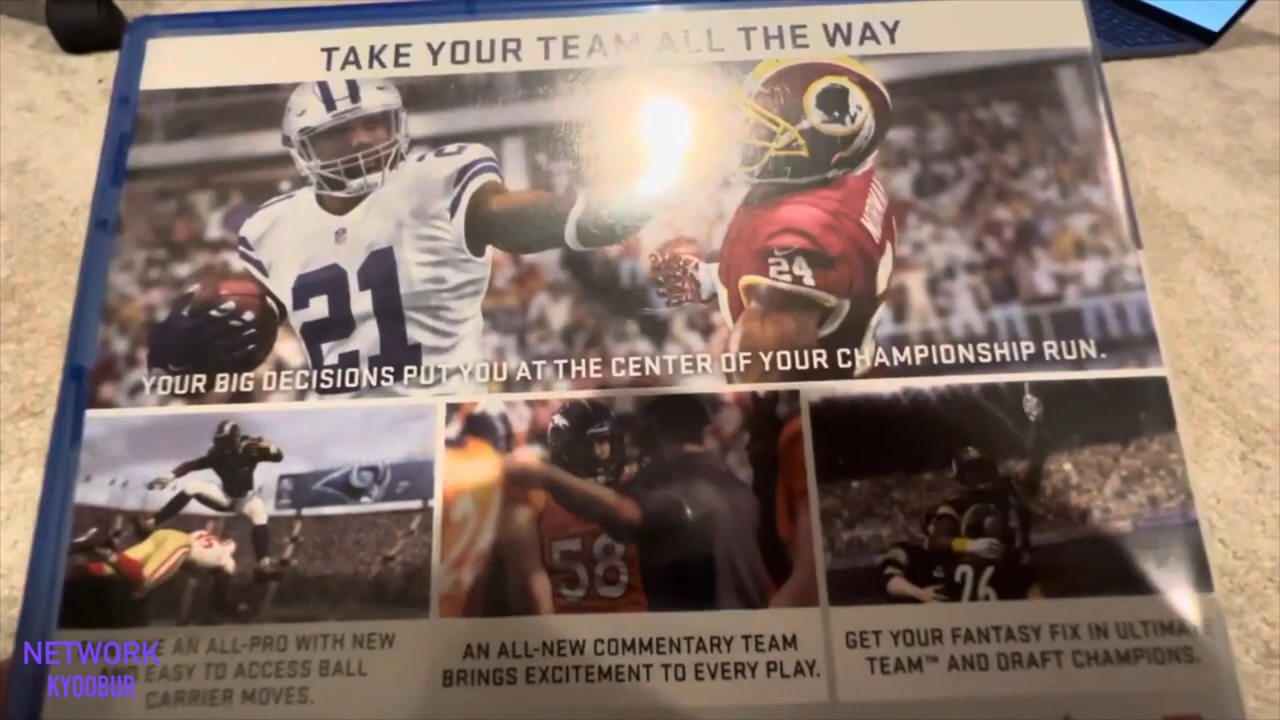 TAKE YOUR TEAM ALL THE WAY
21
24
YOUR BIG DECISIONS PUT YOU AT THE CENTER OF YOUR CHAMPIONSHIP RUN.
58
26
AN ALL-PRO WITH NEW
EASY TO ACCESS BALL
CARRIER MOVES.
AN ALL-NEW COMMENTARY TEAM
BRINGS EXCITEMENT TO EVERY PLAY.
GET YOUR FANTASY FIX IN ULTIMATE
TEAM™ AND DRAFT CHAMPIONS.
NETWORK
KYOOBUR